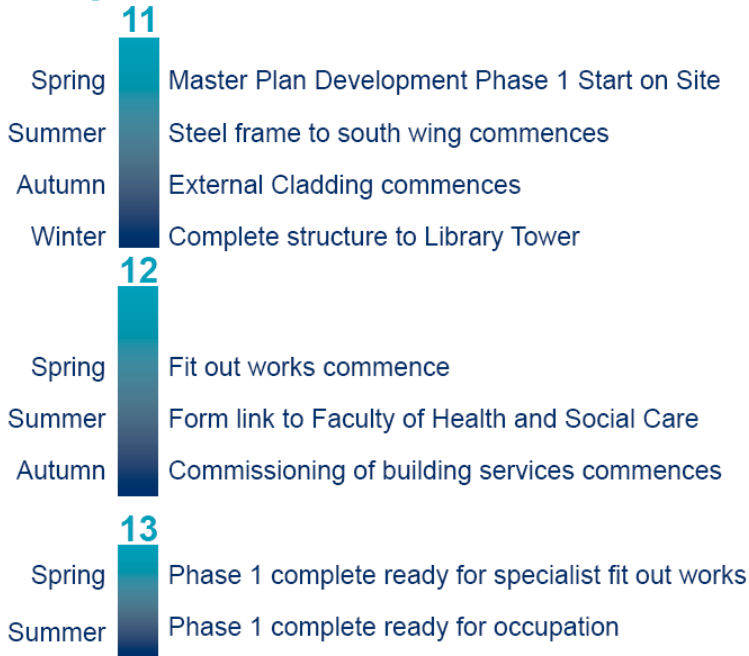 11
Spring Master Plan Development Phase 1 Start on Site
Summer Steel frame to south wing commences
Autumn External Cladding commences
Winter Complete structure to Library Tower
12
Spring Fit out works commence
Summer Form link to Faculty of Health and Social Care
Autumn Commissioning of building services commences
13
Spring Phase 1 complete ready for specialist fit out works
Summer Phase 1 complete ready for occupation